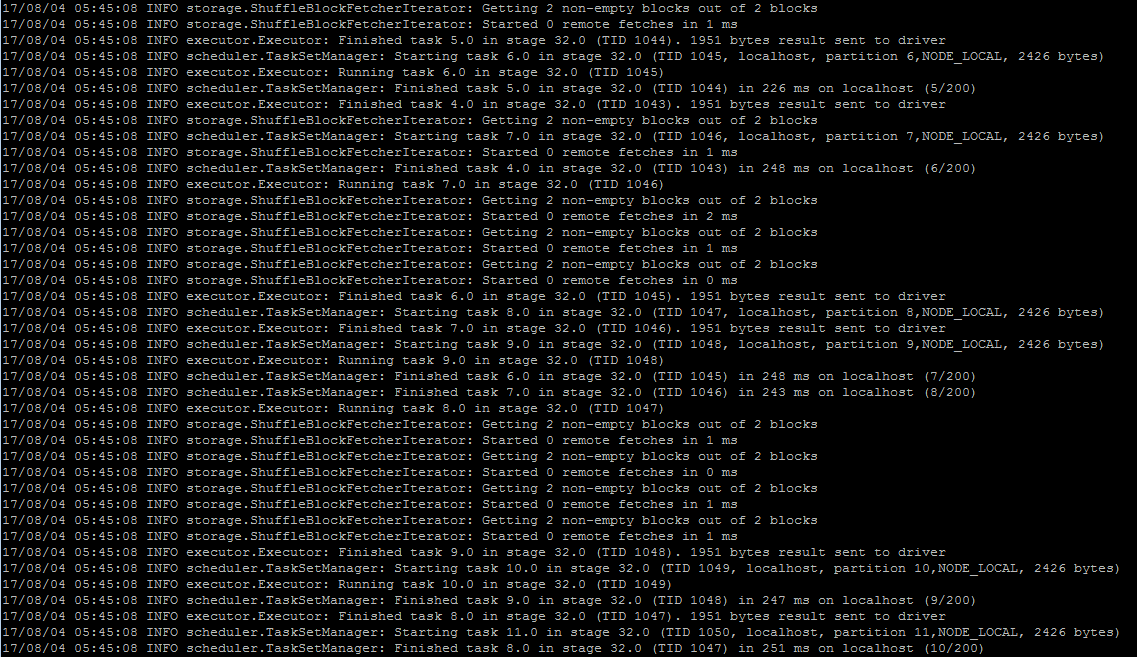 17/08/04 05:45:08 INFO storage.ShuffleBlockFetcherIterator: Getting 2 non-empty blocks out of 2 blocks
17/08/04 05:45:08 INFO storage.ShuffleBlockFetcherIterator: Started 0 remote fetches in 1 ms
17/08/04 05:45:08 INFO executor.Executor: Finished task 5.0 in stage 32.0 (TID 1044). 1951 bytes result sent to driver
17/08/04 05:45:08 INFO scheduler.TaskSetManager: Starting task 6.0 in stage 32.0 (TID 1045, localhost, partition 6,NODE_LOCAL, 2426 bytes)
17/08/04 05:45:08 INFO executor.Executor: Running task 6.0 in stage 32.0 (TID 1045)
17/08/04 05:45:08 INFO scheduler.TaskSetManager: Finished task 5.0 in stage 32.0 (TID 1044) in 226 ms on localhost (5/200)
17/08/04 05:45:08 INFO executor.Executor: Finished task 4.0 in stage 32.0 (TID 1043). 1951 bytes result sent to driver
17/08/04 05:45:08 INFO storage.ShuffleBlockFetcherIterator: Getting 2 non-empty blocks out of 2 blocks
17/08/04 05:45:08 INFO scheduler.TaskSetManager: Starting task 7.0 in stage 32.0 (TID 1046, localhost, partition 7,NODE_LOCAL, 2426 bytes)
17/08/04 05:45:08 INFO storage.ShuffleBlockFetcherIterator: Started 0 remote fetches in 1 ms
17/08/04 05:45:08 INFO scheduler.TaskSetManager: Finished task 4.0 in stage 32.0 (TID 1043) in 248 ms on localhost (6/200)
17/08/04 05:45:08 INFO executor.Executor: Running task 7.0 in stage 32.0 (TID 1046)
17/08/04 05:45:08 INFO storage.ShuffleBlockFetcherIterator: Getting 2 non-empty blocks out of 2 blocks
17/08/04 05:45:08 INFO storage.ShuffleBlockFetcherIterator: Started 0 remote fetches in 2 ms
17/08/04 05:45:08 INFO storage.ShuffleBlockFetcherIterator: Getting 2 non-empty blocks out of 2 blocks
17/08/04 05:45:08 INFO storage.ShuffleBlockFetcherIterator: Started 0 remote fetches in 1 ms
17/08/04 05:45:08 INFO storage.ShuffleBlockFetcherIterator: Getting 2 non-empty blocks out of 2 blocks
17/08/04 05:45:08 INFO storage.ShuffleBlockFetcherIterator: Started 0 remote fetches in 0 ms
17/08/04 05:45:08 INFO executor.Executor: Finished task 6.0 in stage 32.0 (TID 1045). 1951 bytes result sent to driver
17/08/04 05:45:08 INFO scheduler.TaskSetManager: Starting task 8.0 in stage 32.0 (TID 1047, localhost, partition 8,NODE_LOCAL, 2426 bytes)
17/08/04 05:45:08 INFO executor.Executor: Finished task 7.0 in stage 32.0 (TID 1046). 1951 bytes result sent to driver
17/08/04 05:45:08 INFO scheduler.TaskSetManager: Starting task 9.0 in stage 32.0 (TID 1048, localhost, partition 9,NODE_LOCAL, 2426 bytes)
17/08/04 05:45:08 INFO executor.Executor: Running task 9.0 in stage 32.0 (TID 1048)
17/08/04 05:45:08 INFO scheduler.TaskSetManager: Finished task 6.0 in stage 32.0 (TID 1045) in 248 ms on localhost (7/200)
17/08/04 05:45:08 INFO scheduler.TaskSetManager: Finished task 7.0 in stage 32.0 (TID 1046) in 243 ms on localhost (8/200)
17/08/04 05:45:08 INFO executor.Executor: Running task 8.0 in stage 32.0 (TID 1047)
17/08/04 05:45:08 INFO storage.ShuffleBlockFetcherIterator: Getting 2 non-empty blocks out of 2 blocks
17/08/04 05:45:08 INFO storage.ShuffleBlockFetcherIterator: Started 0 remote fetches in 1 ms
17/08/04 05:45:08 INFO storage.ShuffleBlockFetcherIterator: Getting 2 non-empty blocks out of 2 blocks
17/08/04 05:45:08 INFO storage.ShuffleBlockFetcherIterator: Started 0 remote fetches in 0 ms
17/08/04 05:45:08 INFO storage.ShuffleBlockFetcherIterator: Getting 2 non-empty blocks out of 2 blocks
17/08/04 05:45:08 INFO storage.ShuffleBlockFetcherIterator: Started 0 remote fetches in 1 ms
17/08/04 05:45:08 INFO storage.ShuffleBlockFetcherIterator: Getting 2 non-empty blocks out of 2 blocks
17/08/04 05:45:08 INFO storage.ShuffleBlockFetcherIterator: Started 0 remote fetches in 1 ms
17/08/04 05:45:08 INFO executor.Executor: Finished task 9.0 in stage 32.0 (TID 1048). 1951 bytes result sent to driver
17/08/04 05:45:08 INFO scheduler.TaskSetManager: Starting task 10.0 in stage 32.0 (TID 1049, localhost, partition 10,NODE_LOCAL, 2426 bytes)
17/08/04 05:45:08 INFO executor.Executor: Running task 10.0 in stage 32.0 (TID 1049)
17/08/04 05:45:08 INFO scheduler.TaskSetManager: Finished task 9.0 in stage 32.0 (TID 1048) in 247 ms on localhost (9/200)
17/08/04 05:45:08 INFO executor.Executor: Finished task 8.0 in stage 32.0 (TID 1047). 1951 bytes result sent to driver
17/08/04 05:45:08 INFO scheduler.TaskSetManager: Starting task 11.0 in stage 32.0 (TID 1050, localhost, partition 11,NODE_LOCAL, 2426 bytes)
17/08/04 05:45:08 INFO scheduler.TaskSetManager: Finished task 8.0 in stage 32.0 (TID 1047) in 251 ms on localhost (10/200)